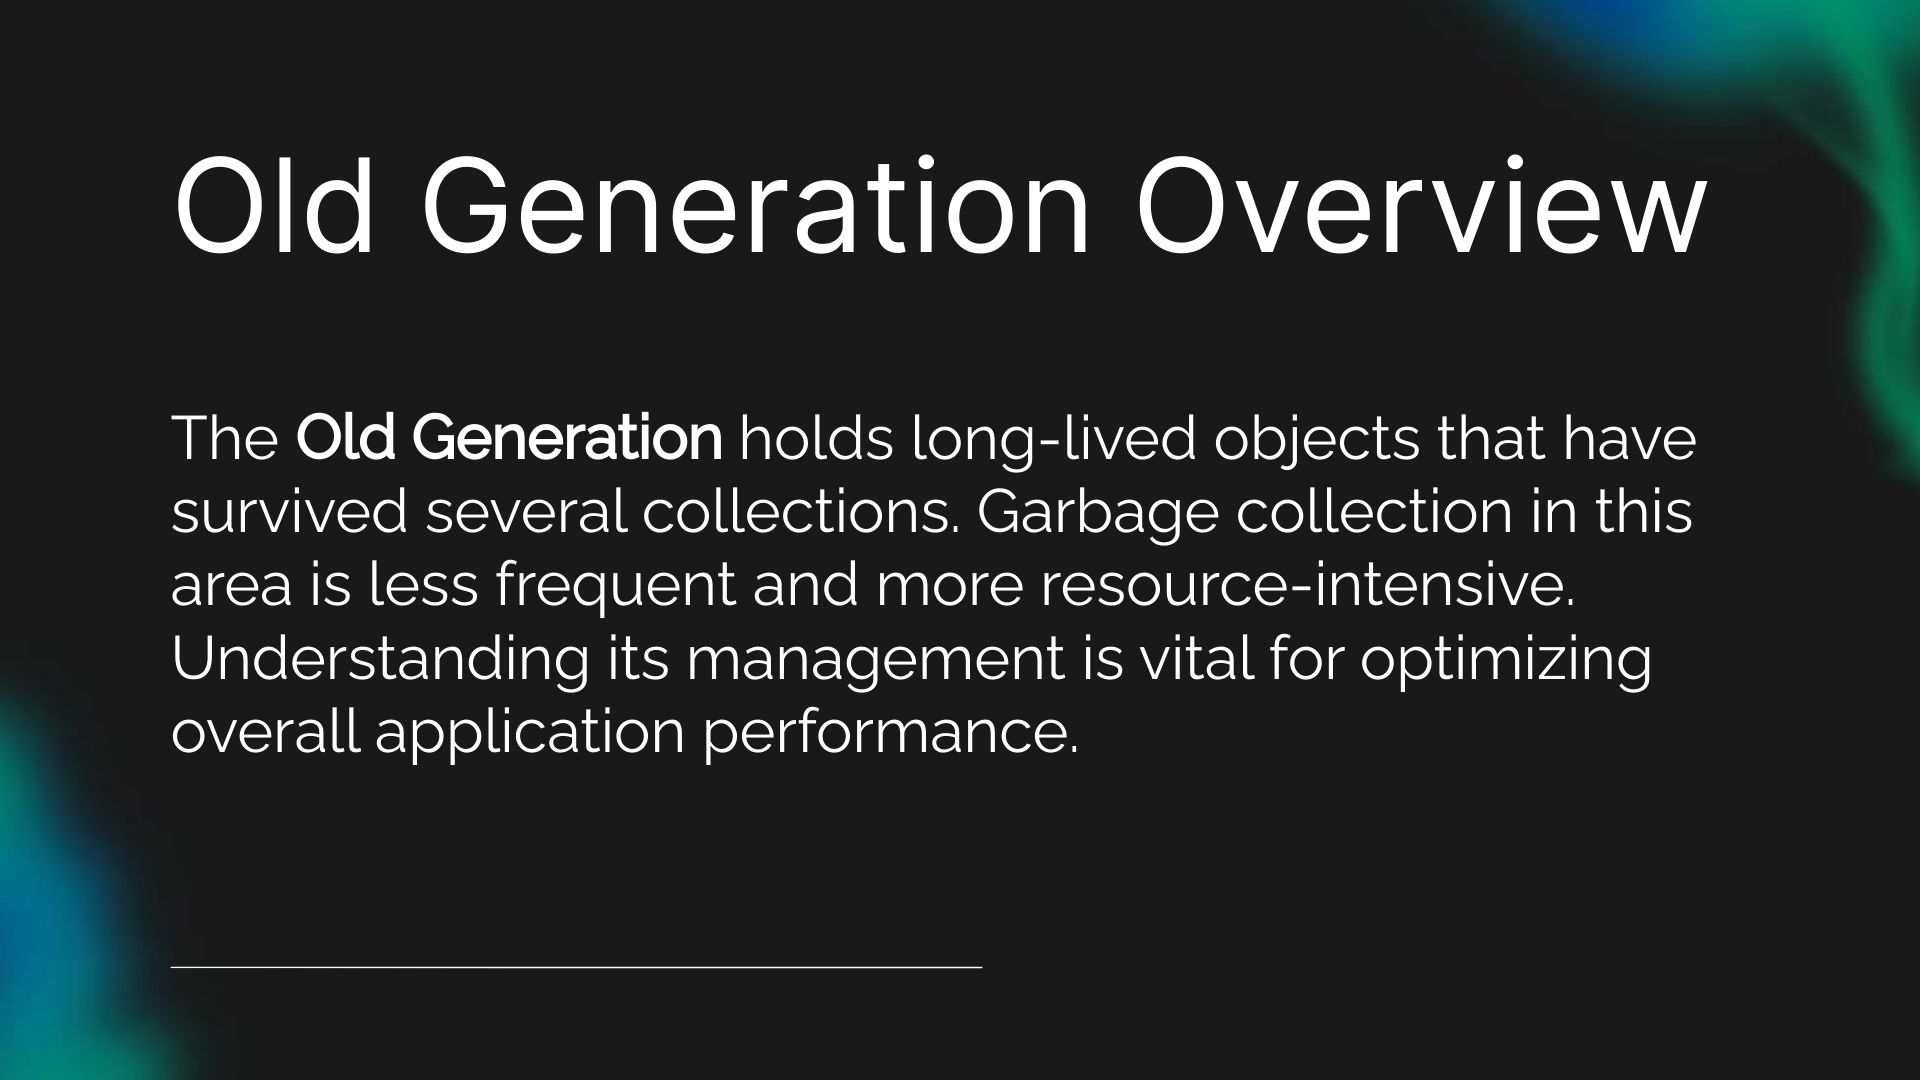 Old Generation Overview
The Old Generation holds long-lived objects that have
survived several collections. Garbage collection in this
area is less frequent and more resource-intensive.
Understanding its management is vital for optimizing
overall application performance.